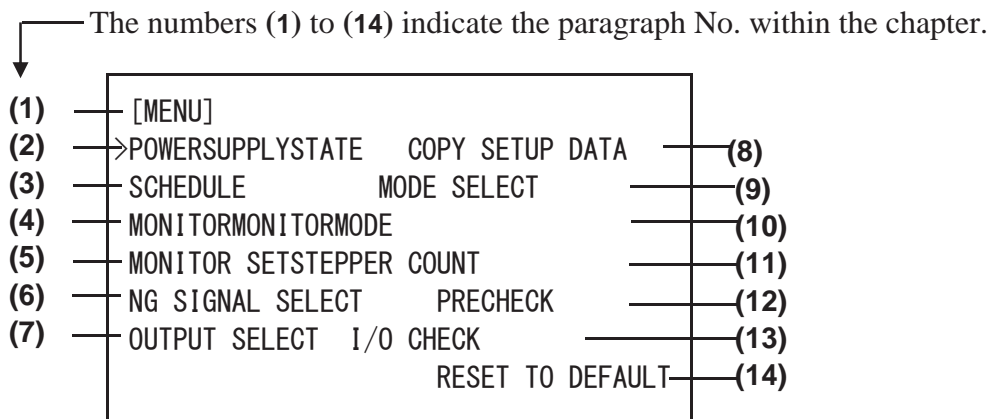 The numbers (1) to (14) indicate the paragraph No. within the chapter.
(1) [MENU]
(2) POWERSUPPLYSTATE COPY SETUP DATA (8)
(3) SCHEDULE MODE SELECT (9)
(4) MONITORMONITORMODE (10)
(5) MONITOR SETSTEPPER COUNT (11)
(6) NG SIGNAL SELECT PRECHECK (12)
(7) OUTPUT SELECT I/O CHECK (13)
RESET TO DEFAULT (14)